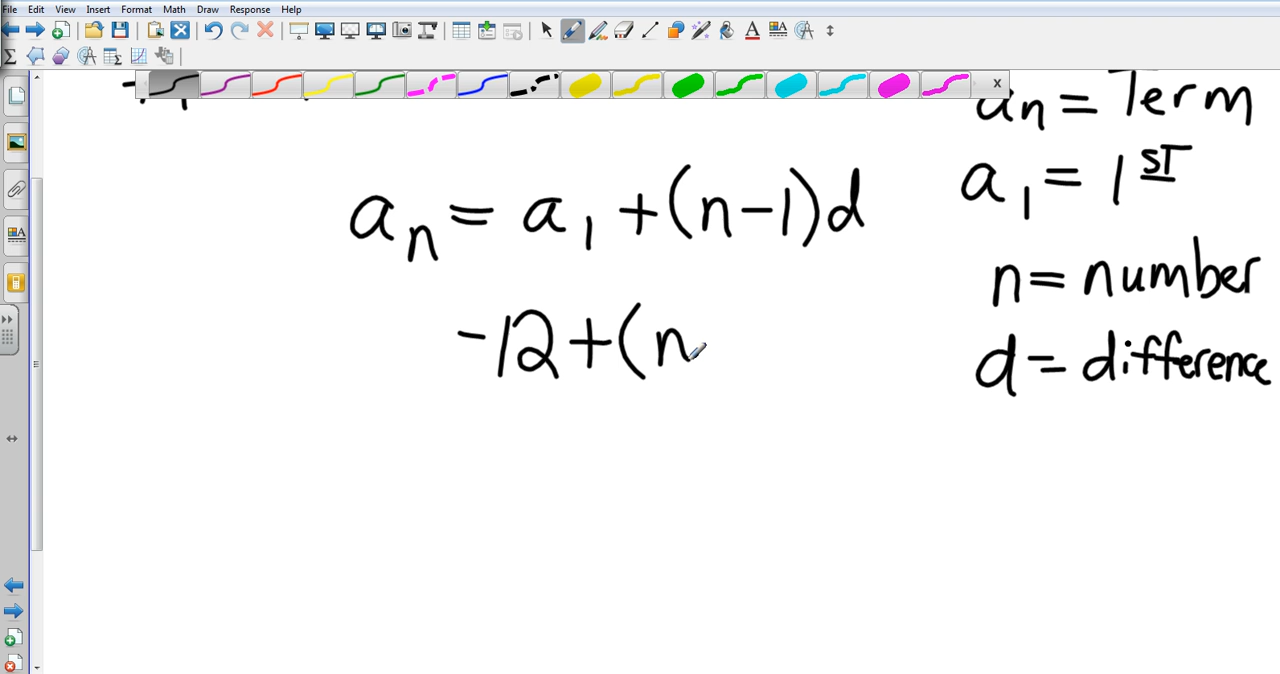 File Edit View Insert Format Math Draw Response Help
an = Term
an = a1 + (n-1)d
a1 = 1ST
n = number
-12 + (n
d = difference